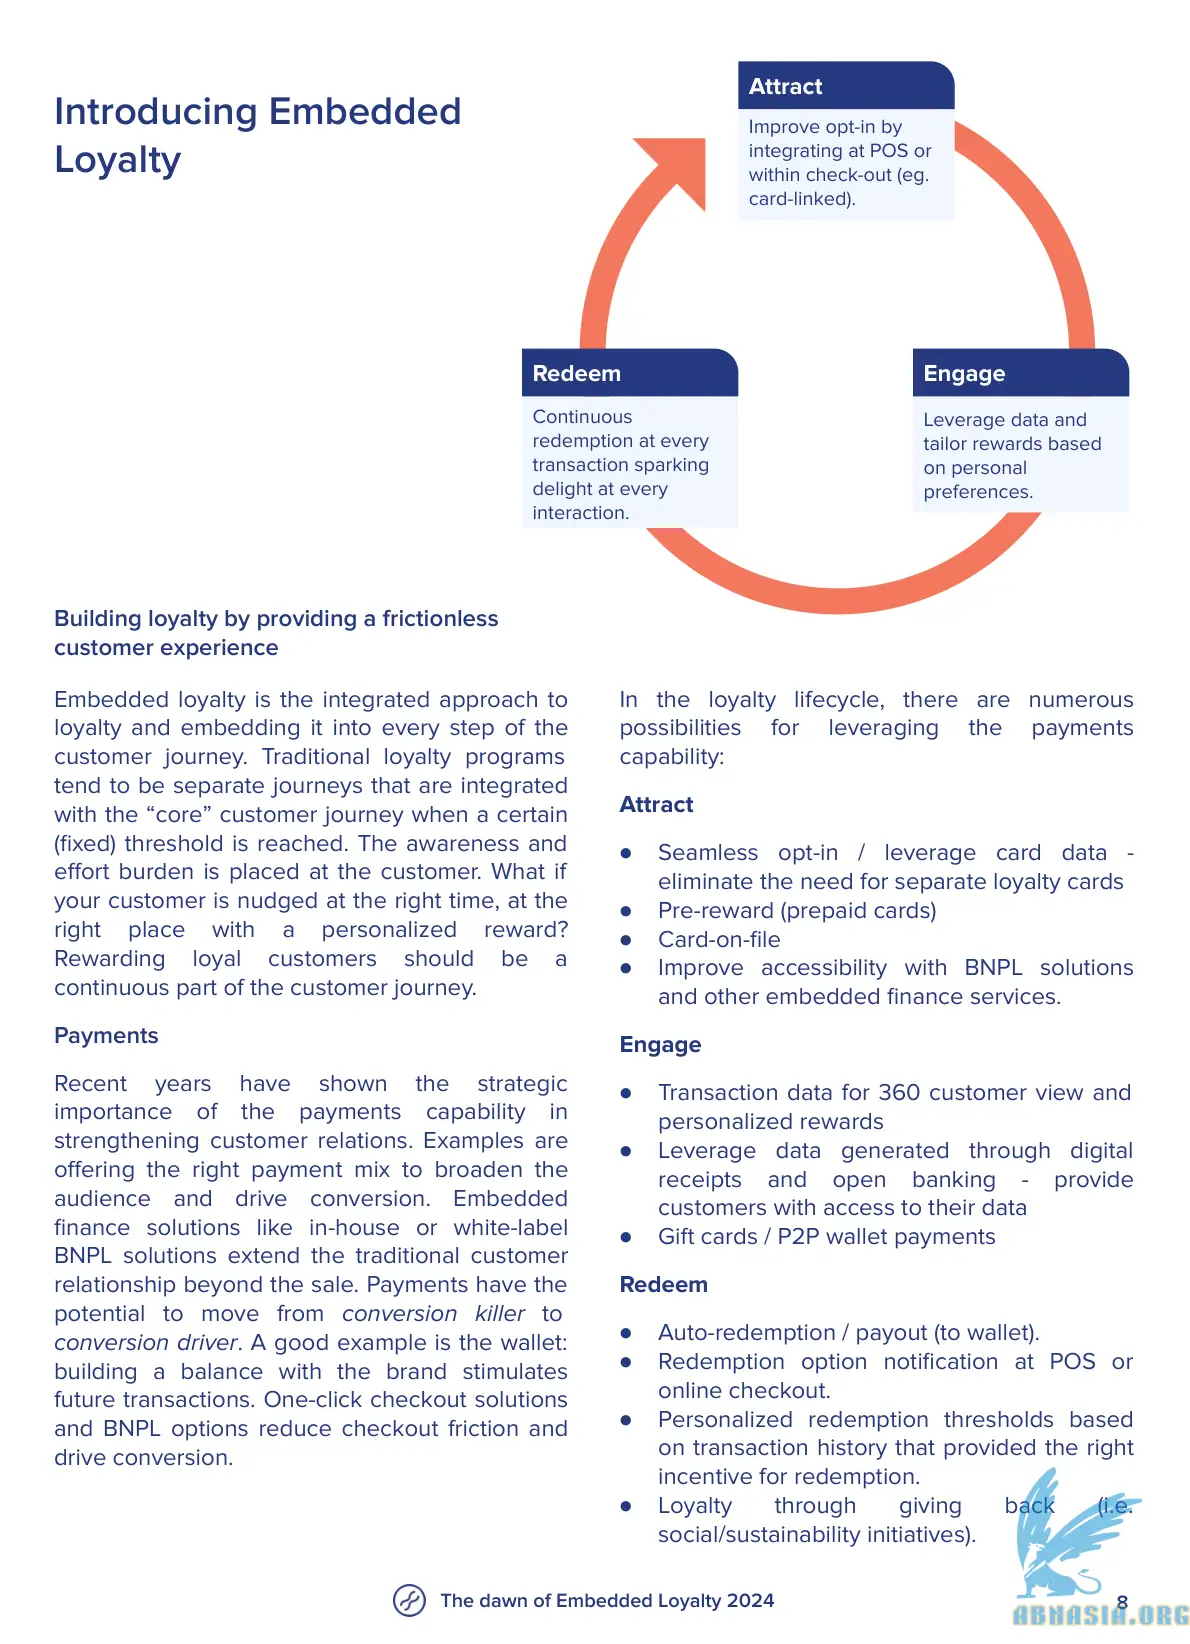 Introducing Embedded
Loyalty
Attract
Improve opt-in by
integrating at POS or
within check-out (eg.
card-linked).
Redeem
Continuous
redemption at every
transaction sparking
delight at every
interaction.
Engage
Leverage data and
tailor rewards based
on personal
preferences.
Building loyalty by providing a frictionless
customer experience
Embedded loyalty is the integrated approach to
loyalty and embedding it into every step of the
customer journey. Traditional loyalty programs
tend to be separate journeys that are integrated
with the “core” customer journey when a certain
(fixed) threshold is reached. The awareness and
effort burden is placed at the customer. What if
your customer is nudged at the right time, at the
right place with a personalized reward?
Rewarding loyal customers should be a
continuous part of the customer journey.
Payments
Recent years have shown the strategic
importance of the payments capability in
strengthening customer relations. Examples are
offering the right payment mix to broaden the
audience and drive conversion. Embedded
finance solutions like in-house or white-label
BNPL solutions extend the traditional customer
relationship beyond the sale. Payments have the
potential to move from conversion killer to
conversion driver. A good example is the wallet:
building a balance with the brand stimulates
future transactions. One-click checkout solutions
and BNPL options reduce checkout friction and
drive conversion.
In the loyalty lifecycle, there are numerous
possibilities for leveraging the payments
capability:
Attract
● Seamless opt-in / leverage card data -
eliminate the need for separate loyalty cards
● Pre-reward (prepaid cards)
● Card-on-file
● Improve accessibility with BNPL solutions
and other embedded finance services.
Engage
● Transaction data for 360 customer view and
personalized rewards
● Leverage data generated through digital
receipts and open banking - provide
customers with access to their data
● Gift cards / P2P wallet payments
Redeem
● Auto-redemption / payout (to wallet).
● Redemption option notification at POS or
online checkout.
● Personalized redemption thresholds based
on transaction history that provided the right
incentive for redemption.
● Loyalty through giving back (i.e.
social/sustainability initiatives).
The dawn of Embedded Loyalty 2024
8
ABNASIA.ORG